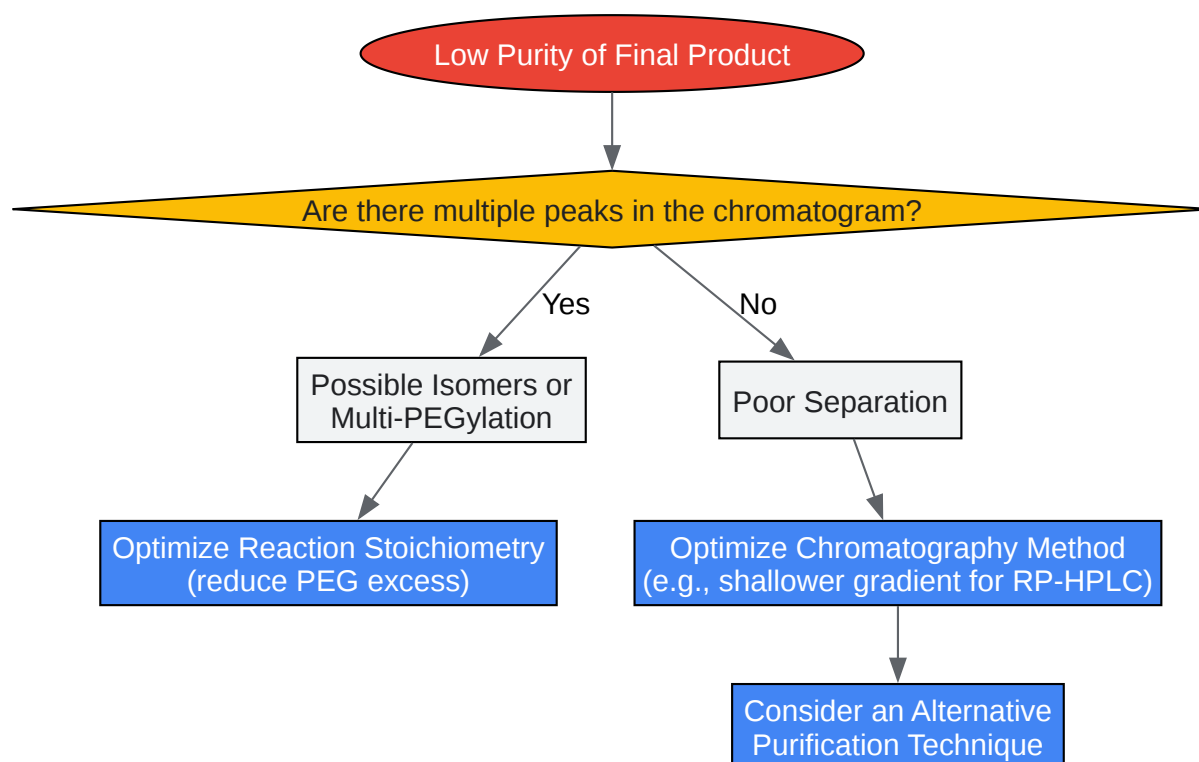 Low Purity of Final Product
Are there multiple peaks in the chromatogram?
Yes
No
Possible Isomers or
Multi-PEGylation
Poor Separation
Optimize Reaction Stoichiometry
(reduce PEG excess)
Optimize Chromatography Method
(e.g., shallower gradient for RP-HPLC)
Consider an Alternative
Purification Technique